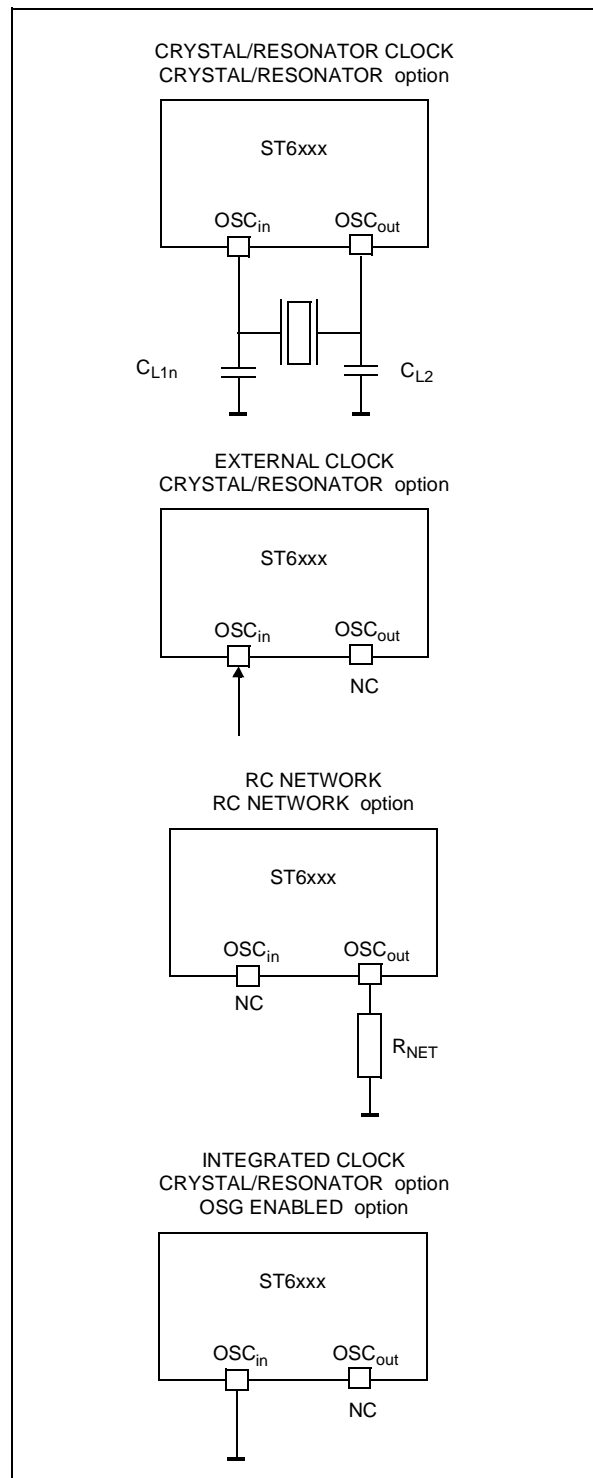 CRYSTAL/RESONATOR CLOCK
CRYSTAL/RESONATOR option
ST6xxx
OSCin OSCout
CL1n CL2
EXTERNAL CLOCK
CRYSTAL/RESONATOR option
ST6xxx
OSCin OSCout
NC
RC NETWORK
RC NETWORK option
ST6xxx
OSCin OSCout
NC
RNET
INTEGRATED CLOCK
CRYSTAL/RESONATOR option
OSG ENABLED option
ST6xxx
OSCin OSCout
NC